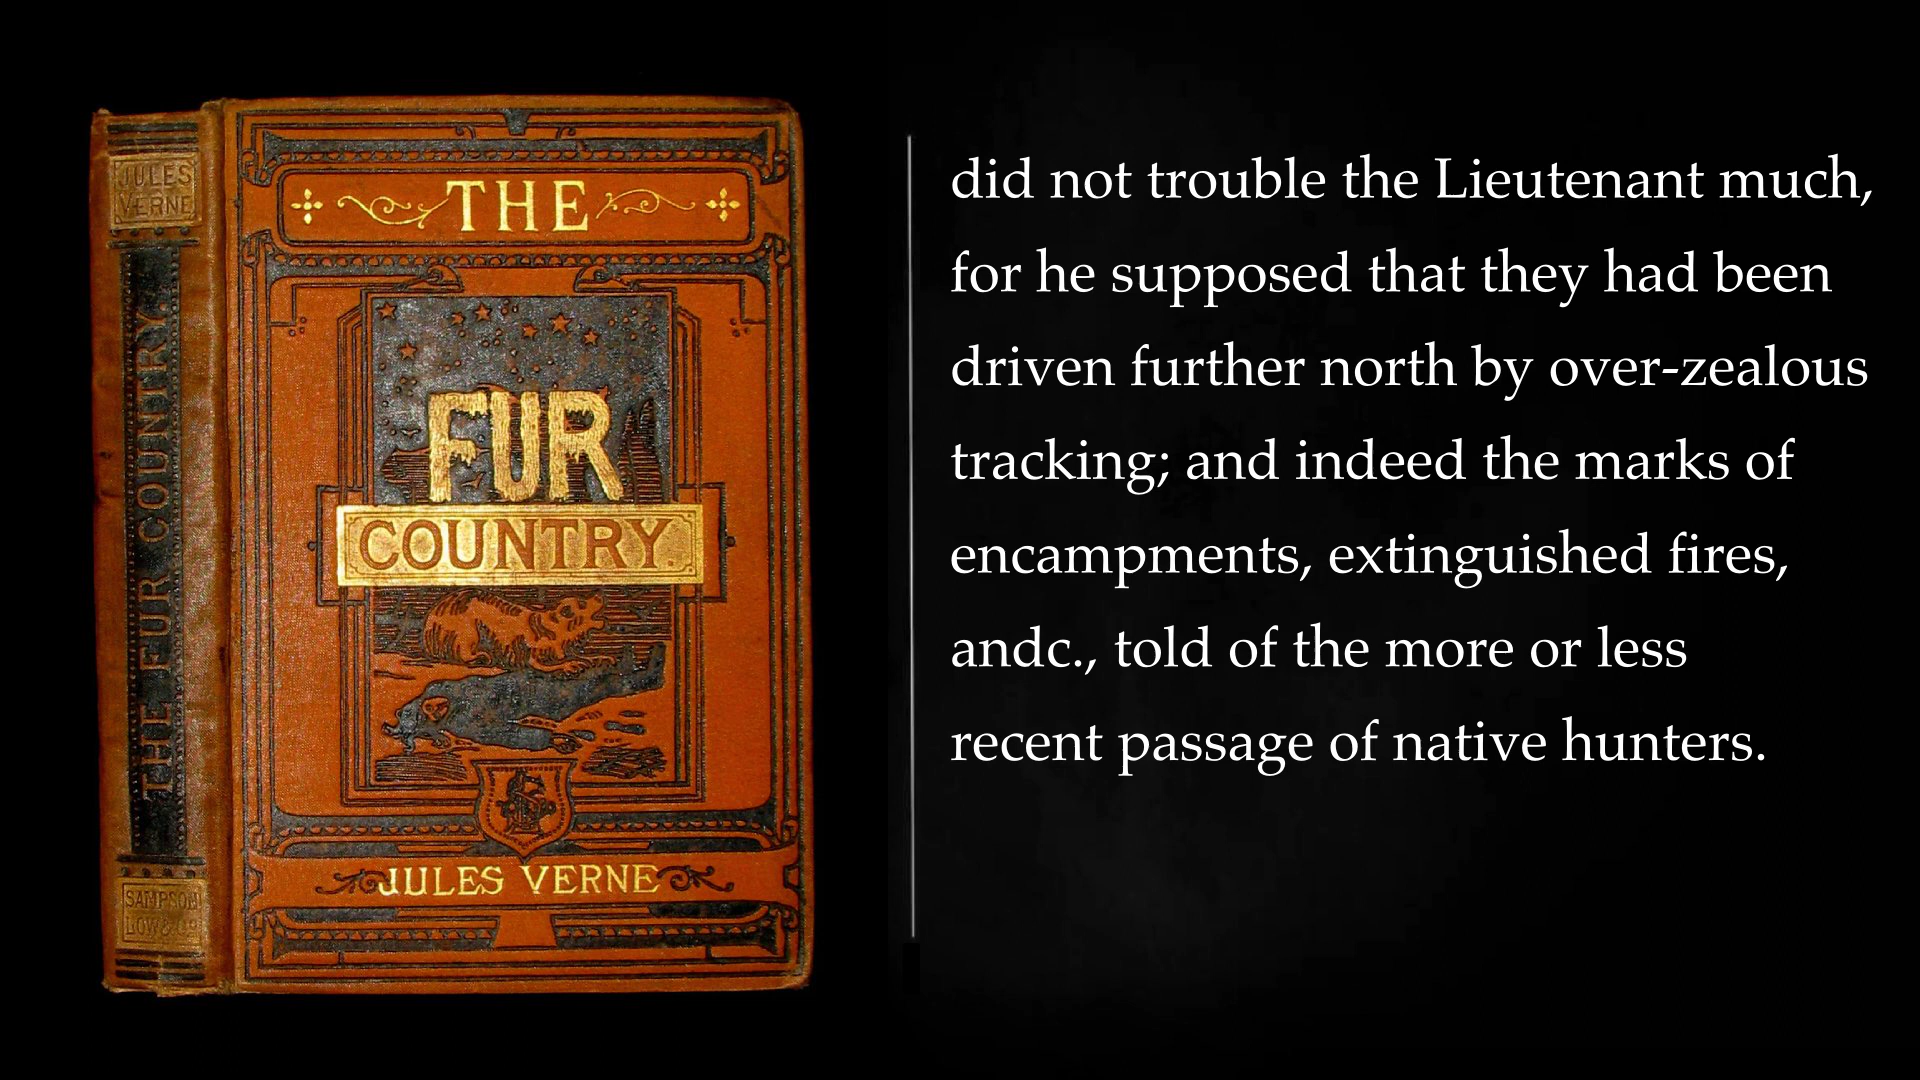 JULES
VERNE
THE FUR COUNTRY.
SAMPSON
LOW & Co
THE
FUR
COUNTRY.
JULES VERNE
did not trouble the Lieutenant much,
for he supposed that they had been
driven further north by over-zealous
tracking; and indeed the marks of
encampments, extinguished fires,
andc., told of the more or less
recent passage of native hunters.